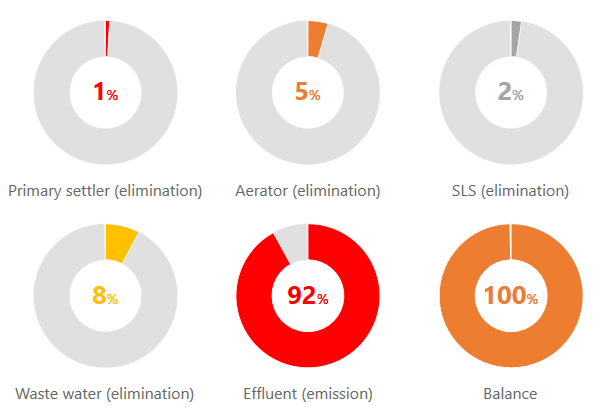 1%
5%
2%
Primary settler (elimination)
Aerator (elimination)
SLS (elimination)
8%
92%
100%
Waste water (elimination)
Effluent (emission)
Balance